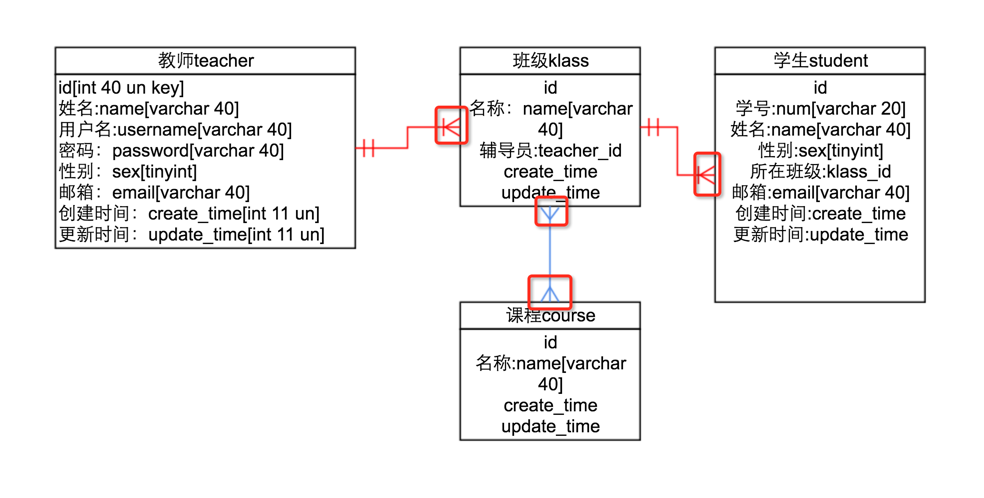 教师teacher
id[int 40 un key]
姓名:name[varchar 40]
用户名:username[varchar 40]
密码：password[varchar 40]
性别：sex[tinyint]
邮箱：email[varchar 40]
创建时间：create_time[int 11 un]
更新时间：update_time[int 11 un]
班级klass
id
名称：name[varchar
40]
辅导员:teacher_id
create_time
update_time
学生student
id
学号:num[varchar 20]
姓名:name[varchar 40]
性别:sex[tinyint]
所在班级:klass_id
邮箱:email[varchar 40]
创建时间:create_time
更新时间:update_time
课程course
id
名称:name[varchar
40]
create_time
update_time